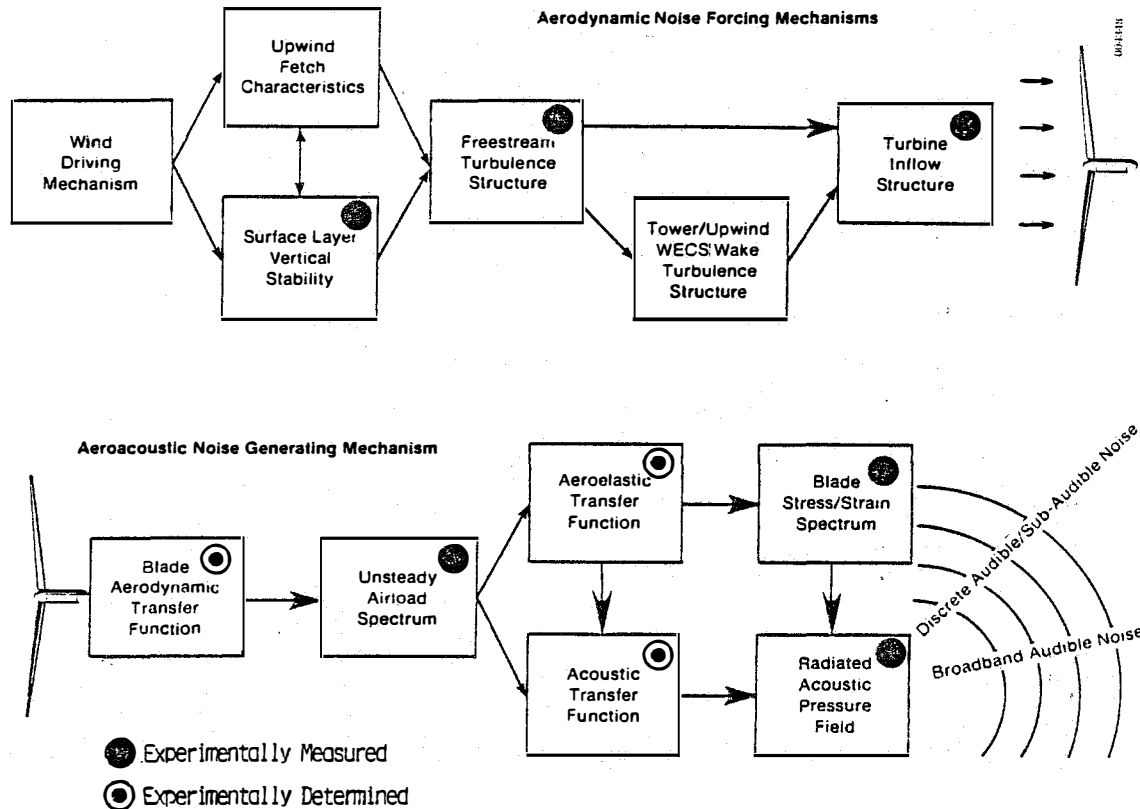 Aerodynamic Noise Forcing Mechanisms
Upwind
Fetch
Characteristics
Wind
Driving
Mechanism
Surface Layer
Vertical
Stability
Freestream
Turbulence
Structure
Tower/Upwind
WECS Wake
Turbulence
Structure
Turbine
Inflow
Structure
Aeroacoustic Noise Generating Mechanism
Blade
Aerodynamic
Transfer
Function
Unsteady
Airload
Spectrum
Aeroelastic
Transfer
Function
Acoustic
Transfer
Function
Blade
Stress/Strain
Spectrum
Radiated
Acoustic
Pressure
Field
Discrete Audible/Sub-Audible Noise
Broadband Audible Noise
Experimentally Measured
Experimentally Determined